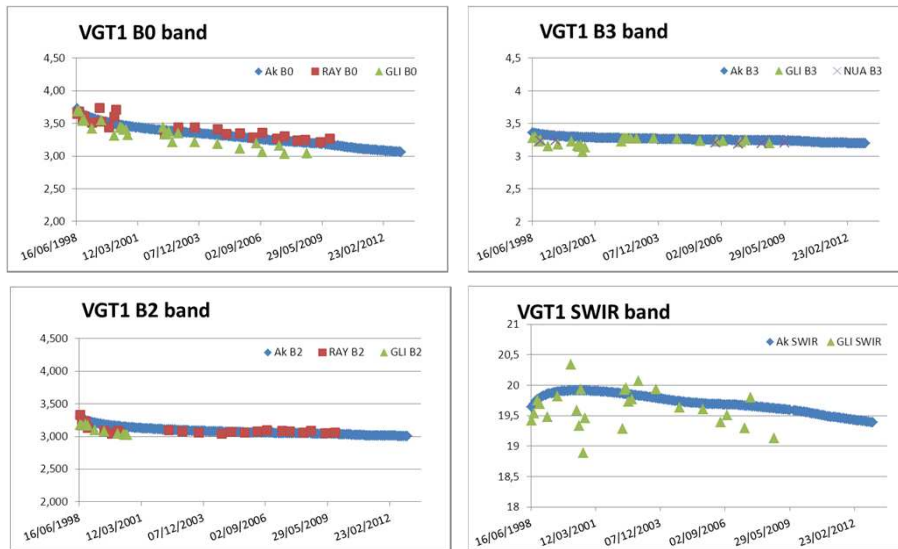 VGT1 B0 band
4,50
4,00
3,50
3,00
2,50
2,00
Ak B0 RAY B0 GLI B0
16/06/1998 12/03/2001 07/12/2003 02/09/2006 29/05/2009 23/02/2012
VGT1 B3 band
4,5
4
3,5
3
2,5
2
Ak B3 GLI B3 NUA B3
16/06/1998 12/03/2001 07/12/2003 02/09/2006 29/05/2009 23/02/2012
VGT1 B2 band
4,500
4,000
3,500
3,000
2,500
2,000
Ak B2 RAY B2 GLI B2
16/06/1998 12/03/2001 07/12/2003 02/09/2006 29/05/2009 23/02/2012
VGT1 SWIR band
21
20,5
20
19,5
19
18,5
18
Ak SWIR GLI SWIR
16/06/1998 12/03/2001 07/12/2003 02/09/2006 29/05/2009 23/02/2012